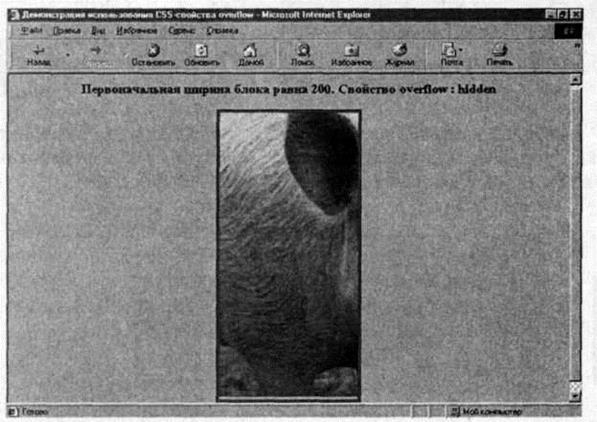 Демонстрация использования CSS-свойства overflow - Microsoft Internet Explorer
Файл Правка Вид Избранное Сервис Справка
Назад Остановить Обновить Домой Поиск Избранное Журнал Почта Печать
Первоначальная ширина блока равна 200. Свойство overflow : hidden
Готово Мой компьютер